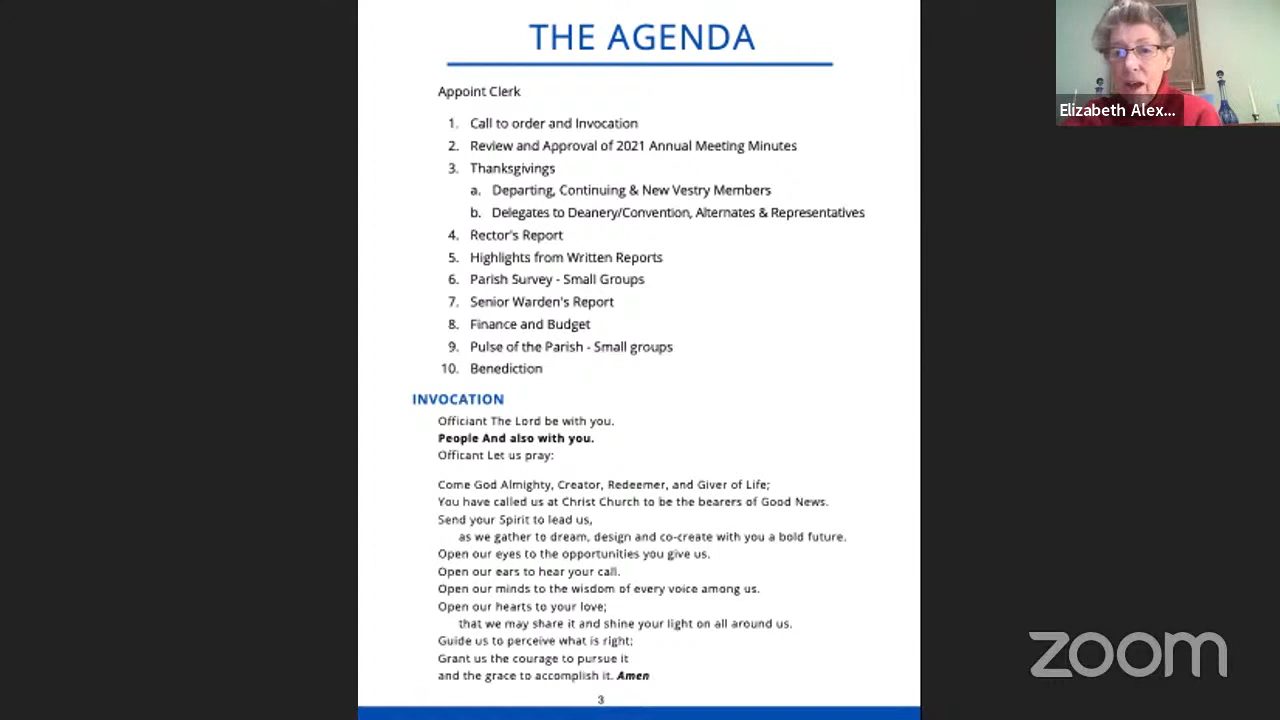 THE AGENDA
Appoint Clerk
1. Call to order and Invocation
2. Review and Approval of 2021 Annual Meeting Minutes
3. Thanksgivings
a. Departing, Continuing & New Vestry Members
b. Delegates to Deanery/Convention, Alternates & Representatives
4. Rector's Report
5. Highlights from Written Reports
6. Parish Survey - Small Groups
7. Senior Warden's Report
8. Finance and Budget
9. Pulse of the Parish - Small groups
10. Benediction
INVOCATION
Officiant The Lord be with you.
People And also with you.
Officant Let us pray:
Come God Almighty, Creator, Redeemer, and Giver of Life;
You have called us at Christ Church to be the bearers of Good News.
Send your Spirit to lead us,
as we gather to dream, design and co-create with you a bold future.
Open our eyes to the opportunities you give us.
Open our ears to hear your call.
Open our minds to the wisdom of every voice among us.
Open our hearts to your love;
that we may share it and shine your light on all around us.
Guide us to perceive what is right;
Grant us the courage to pursue it
and the grace to accomplish it. Amen
3
Elizabeth Alex...
zoom